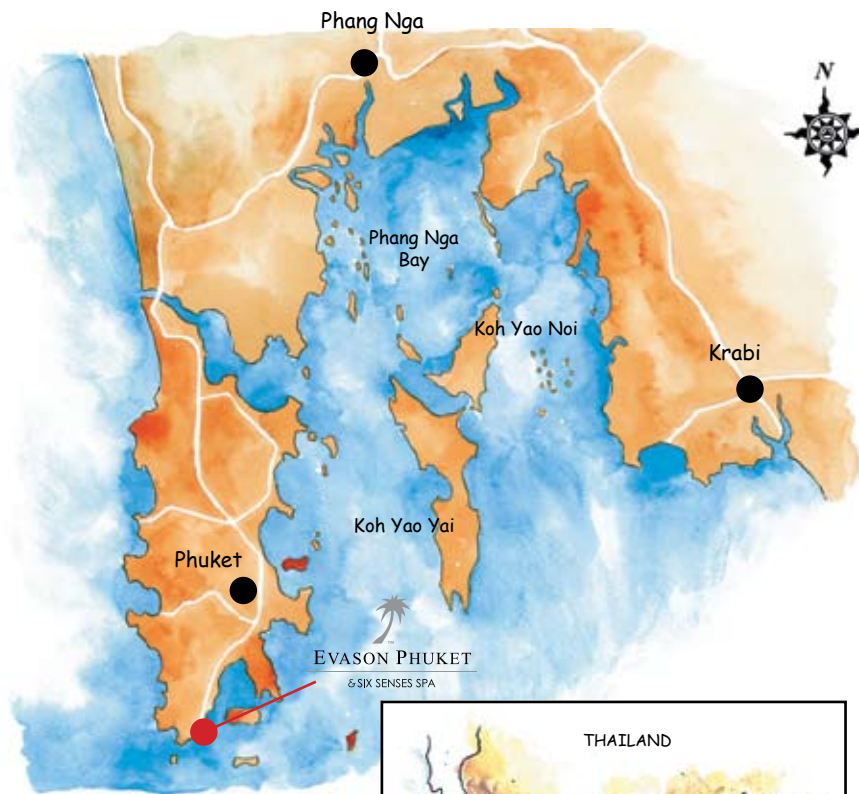 Phang Nga
N
Phang Nga
Bay
Koh Yao Noi
Krabi
Koh Yao Yai
Phuket
EVASON PHUKET
& SIX SENSES SPA
THAILAND